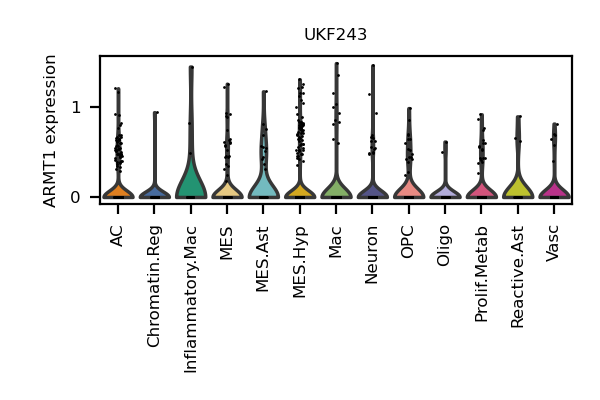 UKF243
ARMT1 expression
1
0
AC
Chromatin.Reg
Inflammatory.Mac
MES
MES.Ast
MES.Hyp
Mac
Neuron
OPC
Oligo
Prolif.Metab
Reactive.Ast
Vasc